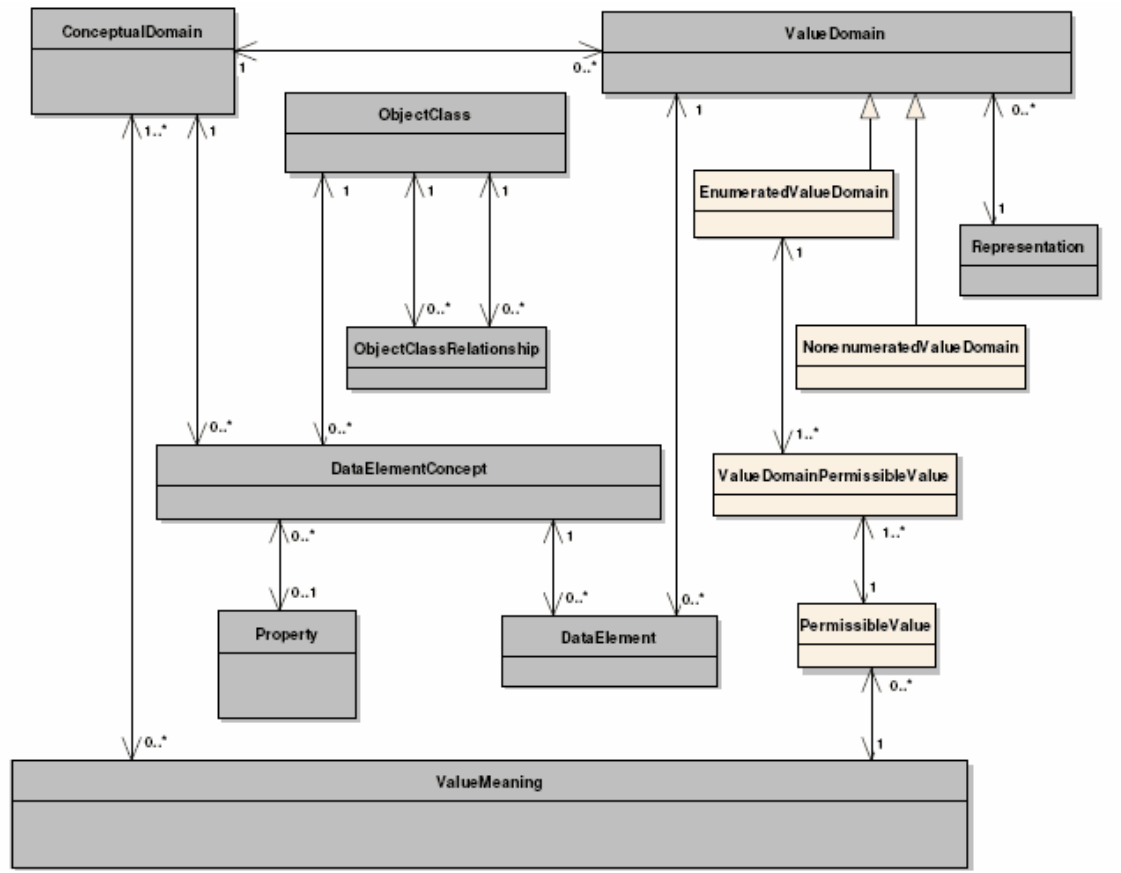 ConceptualDomain
ValueDomain
1
0..*
ObjectClass
1..*
1
1
0..*
1
1
1
EnumeratedValueDomain
1
Representation
1
0..*
0..*
ObjectClassRelationship
NonenumeratedValueDomain
0..*
0..*
1..*
DataElementConcept
ValueDomainPermissibleValue
0..*
1
1..*
0..1
0..*
0..*
1
Property
DataElement
PermissibleValue
0..*
0..*
1
ValueMeaning